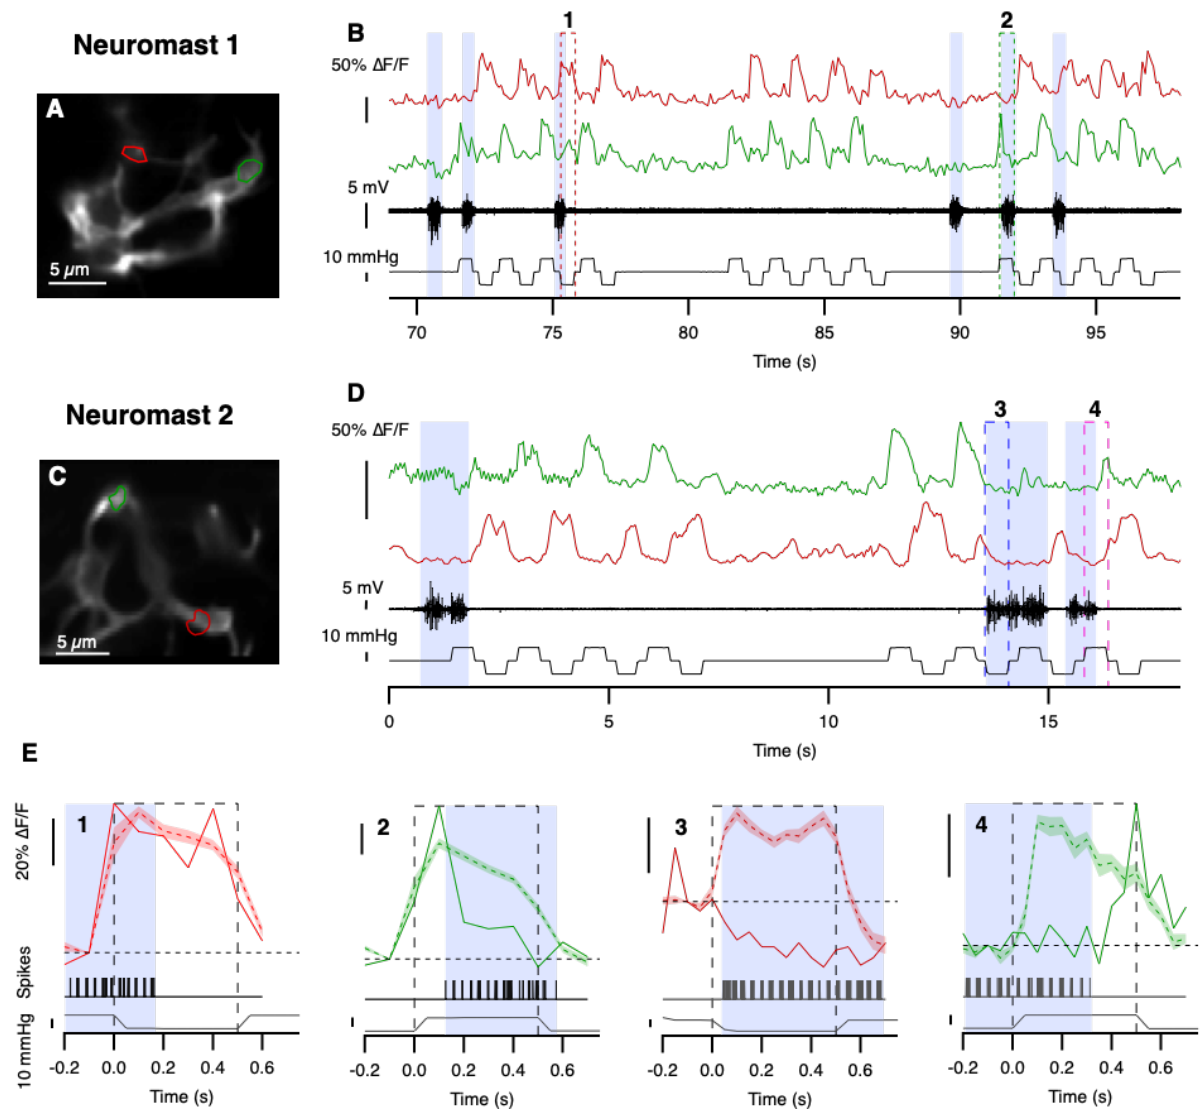 Neuromast 1
A
5 µm
B
1
2
50% ΔF/F
5 mV
10 mmHg
70
75
80
85
90
95
Time (s)
Neuromast 2
C
5 µm
D
3
4
50% ΔF/F
5 mV
10 mmHg
0
5
10
15
Time (s)
E
20% ΔF/F
Spikes
10 mmHg
1
-0.2 0.0 0.2 0.4 0.6
Time (s)
2
-0.2 0.0 0.2 0.4 0.6
Time (s)
3
-0.2 0.0 0.2 0.4 0.6
Time (s)
4
-0.2 0.0 0.2 0.4 0.6
Time (s)